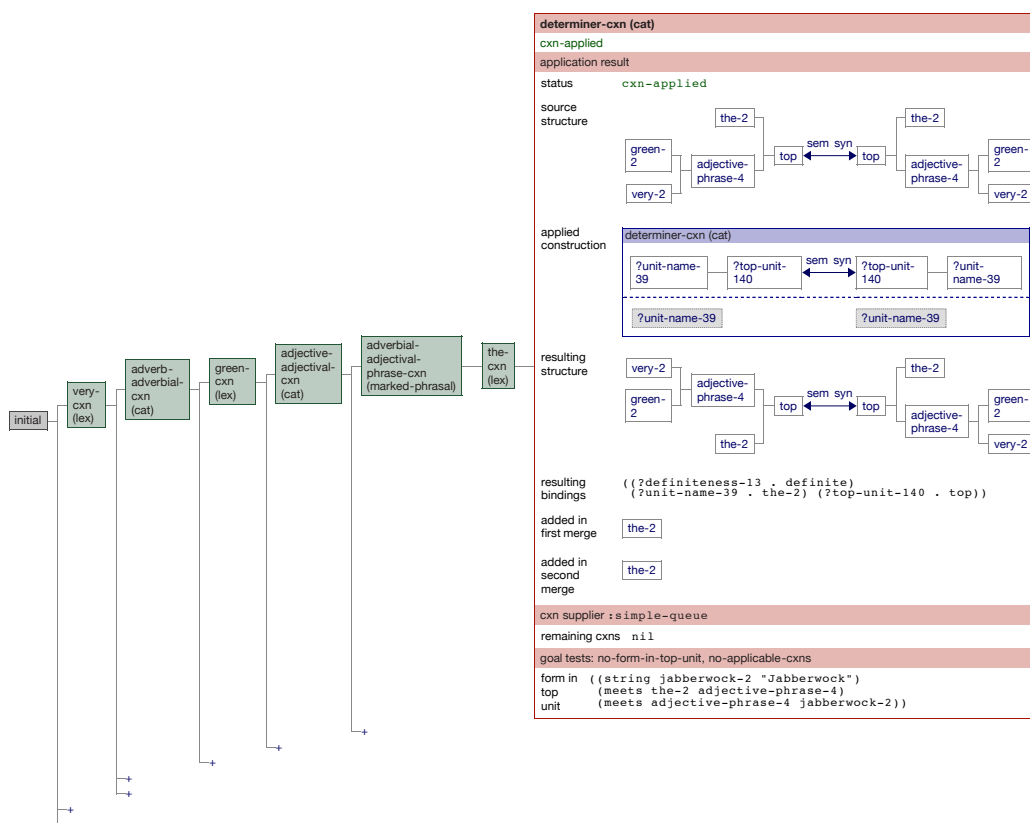 initial
very-
cxn
(lex)
adverb-
adverbial-
cxn
(cat)
green-
cxn
(lex)
adjective-
adjectival-
cxn
(cat)
adverbial-
adjectival-
phrase-cxn
(marked-phrasal)
the-
cxn
(lex)
+
+
+
+
+
+
determiner-cxn (cat)
cxn-applied
application result
status cxn-applied
source
structure
the-2
green-
2
very-2
adjective-
phrase-4
top
sem syn
top
the-2
adjective-
phrase-4
green-
2
very-2
applied
construction
determiner-cxn (cat)
?unit-name-
39
?top-unit-
140
sem syn
?top-unit-
140
?unit-
name-39
?unit-name-39
?unit-name-39
resulting
structure
very-2
green-
2
adjective-
phrase-4
the-2
top
sem syn
top
the-2
adjective-
phrase-4
green-
2
very-2
resulting
bindings
((?definiteness-13 . definite)
(?unit-name-39 . the-2) (?top-unit-140 . top))
added in
first merge
the-2
added in
second
merge
the-2
cxn supplier :simple-queue
remaining cxns nil
goal tests: no-form-in-top-unit, no-applicable-cxns
form in
top
unit
((string jabberwock-2 "Jabberwock")
(meets the-2 adjective-phrase-4)
(meets adjective-phrase-4 jabberwock-2))